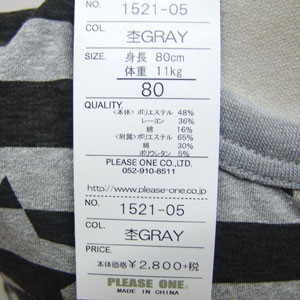 NO. 1521-05
COL. 杢GRAY
SIZE. 身長 80cm
体重 11kg
80
QUALITY.
<本体> ポリエステル 48%
レーヨン 36%
綿 16%
<附属> ポリエステル 65%
綿 30%
ポリウレタン 5%
PLEASE ONE CO.,LTD.
052-910-8511
http://www.please-one.co.jp
NO. 1521-05
COL. 杢GRAY
PRICE.
本体価格 ¥2,800+税
PLEASE ONE.
MADE IN CHINA